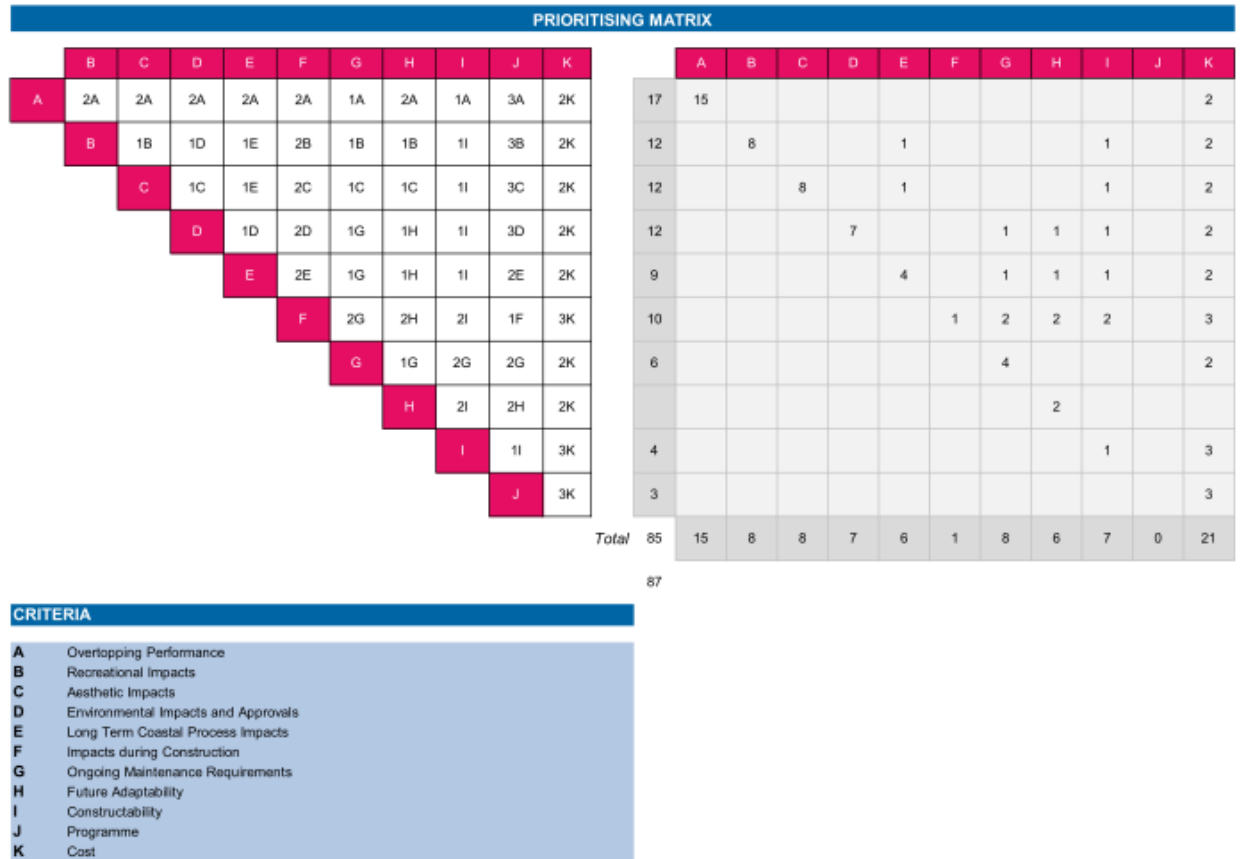 PRIORITISING MATRIX
B C D E F G H I J K A B C D E F G H I J K
A 2A 2A 2A 2A 2A 1A 2A 1A 3A 2K 17 15 2
B 1B 1D 1E 2B 1B 1B 1I 3B 2K 12 8 1 1 2
C 1C 1E 2C 1C 1C 1I 3C 2K 12 8 1 1 2
D 1D 2D 1G 1H 1I 3D 2K 12 7 1 1 1 2
E 2E 1G 1H 1I 2E 2K 9 4 1 1 1 2
F 2G 2H 2I 1F 3K 10 1 2 2 2 3
G 1G 2G 2G 2K 6 4 2
H 2I 2H 2K 2
I 1I 3K 4 1 3
J 3K 3 3
Total 85 15 8 8 7 6 1 8 6 7 0 21
87
CRITERIA
A Overtopping Performance
B Recreational Impacts
C Aesthetic Impacts
D Environmental Impacts and Approvals
E Long Term Coastal Process Impacts
F Impacts during Construction
G Ongoing Maintenance Requirements
H Future Adaptability
I Constructability
J Programme
K Cost